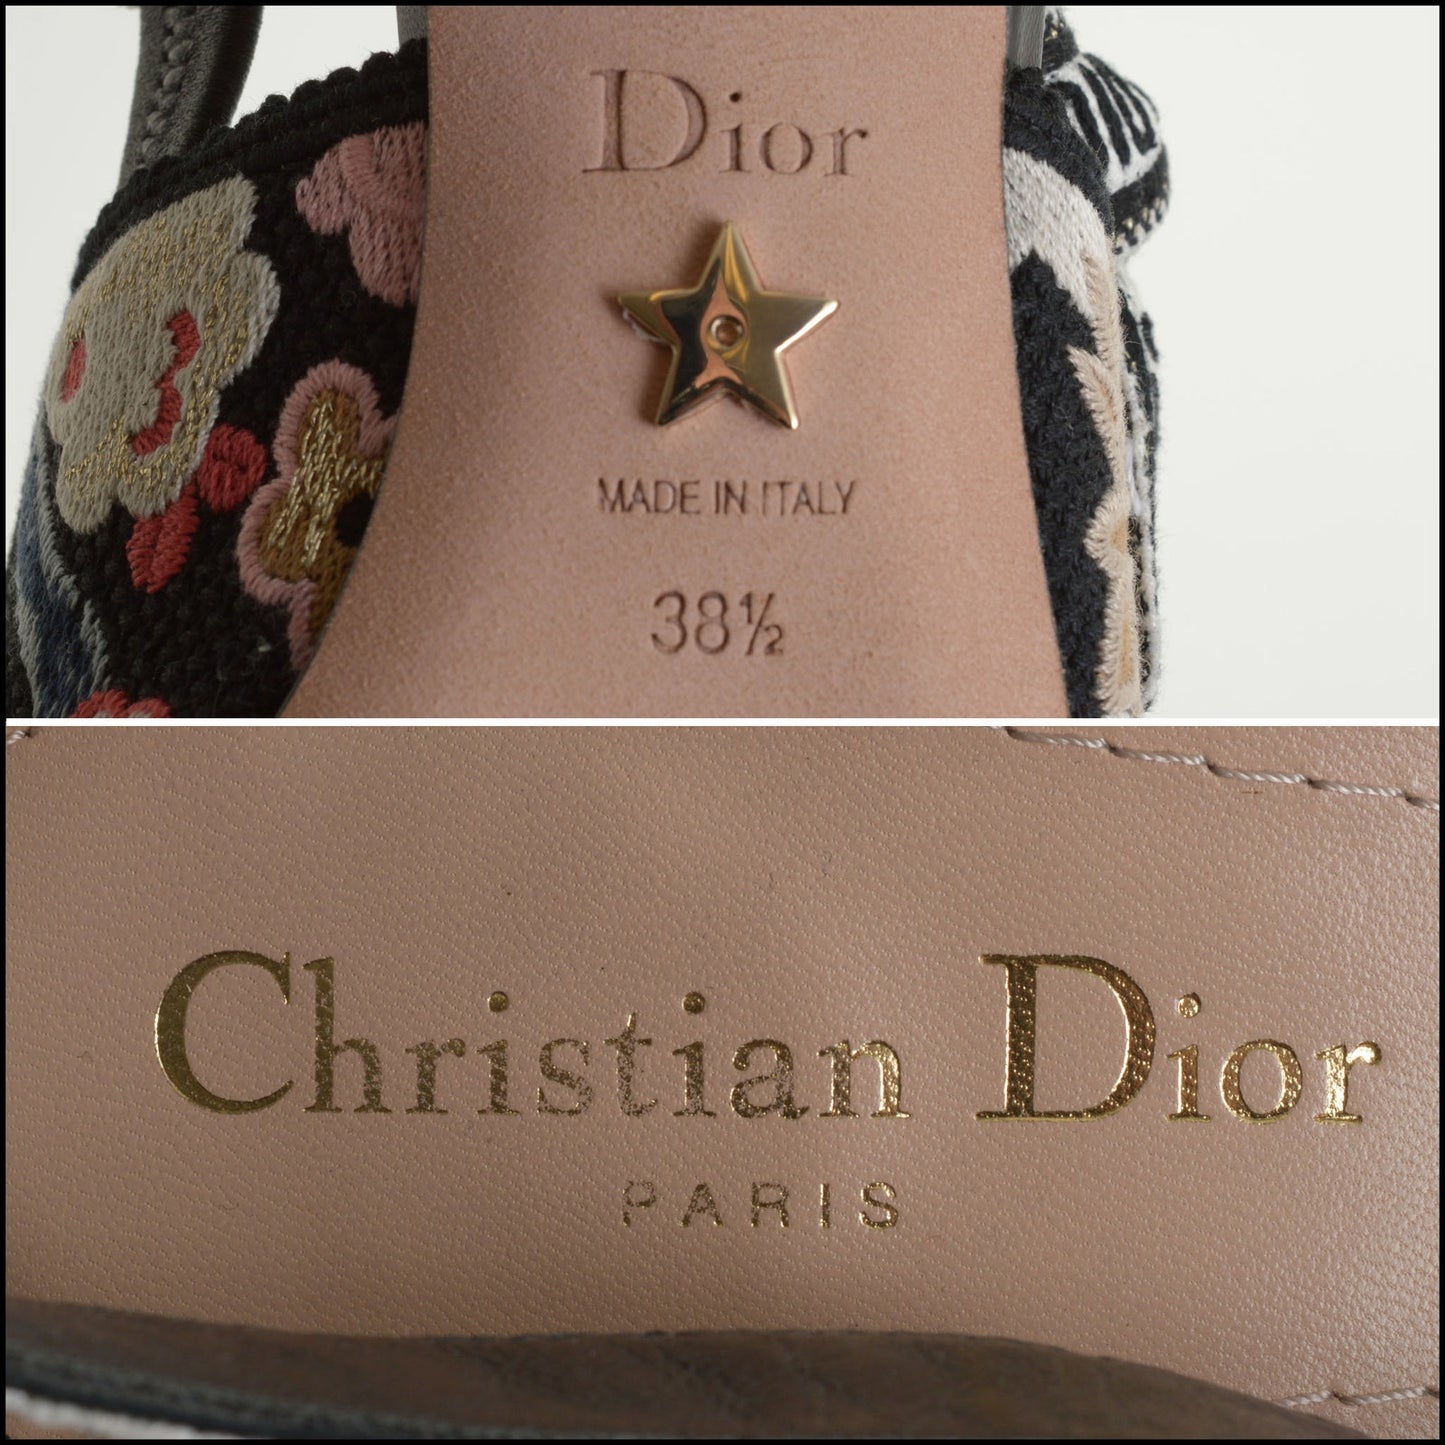 Dior
MADE IN ITALY
38½
Christian Dior
PARIS